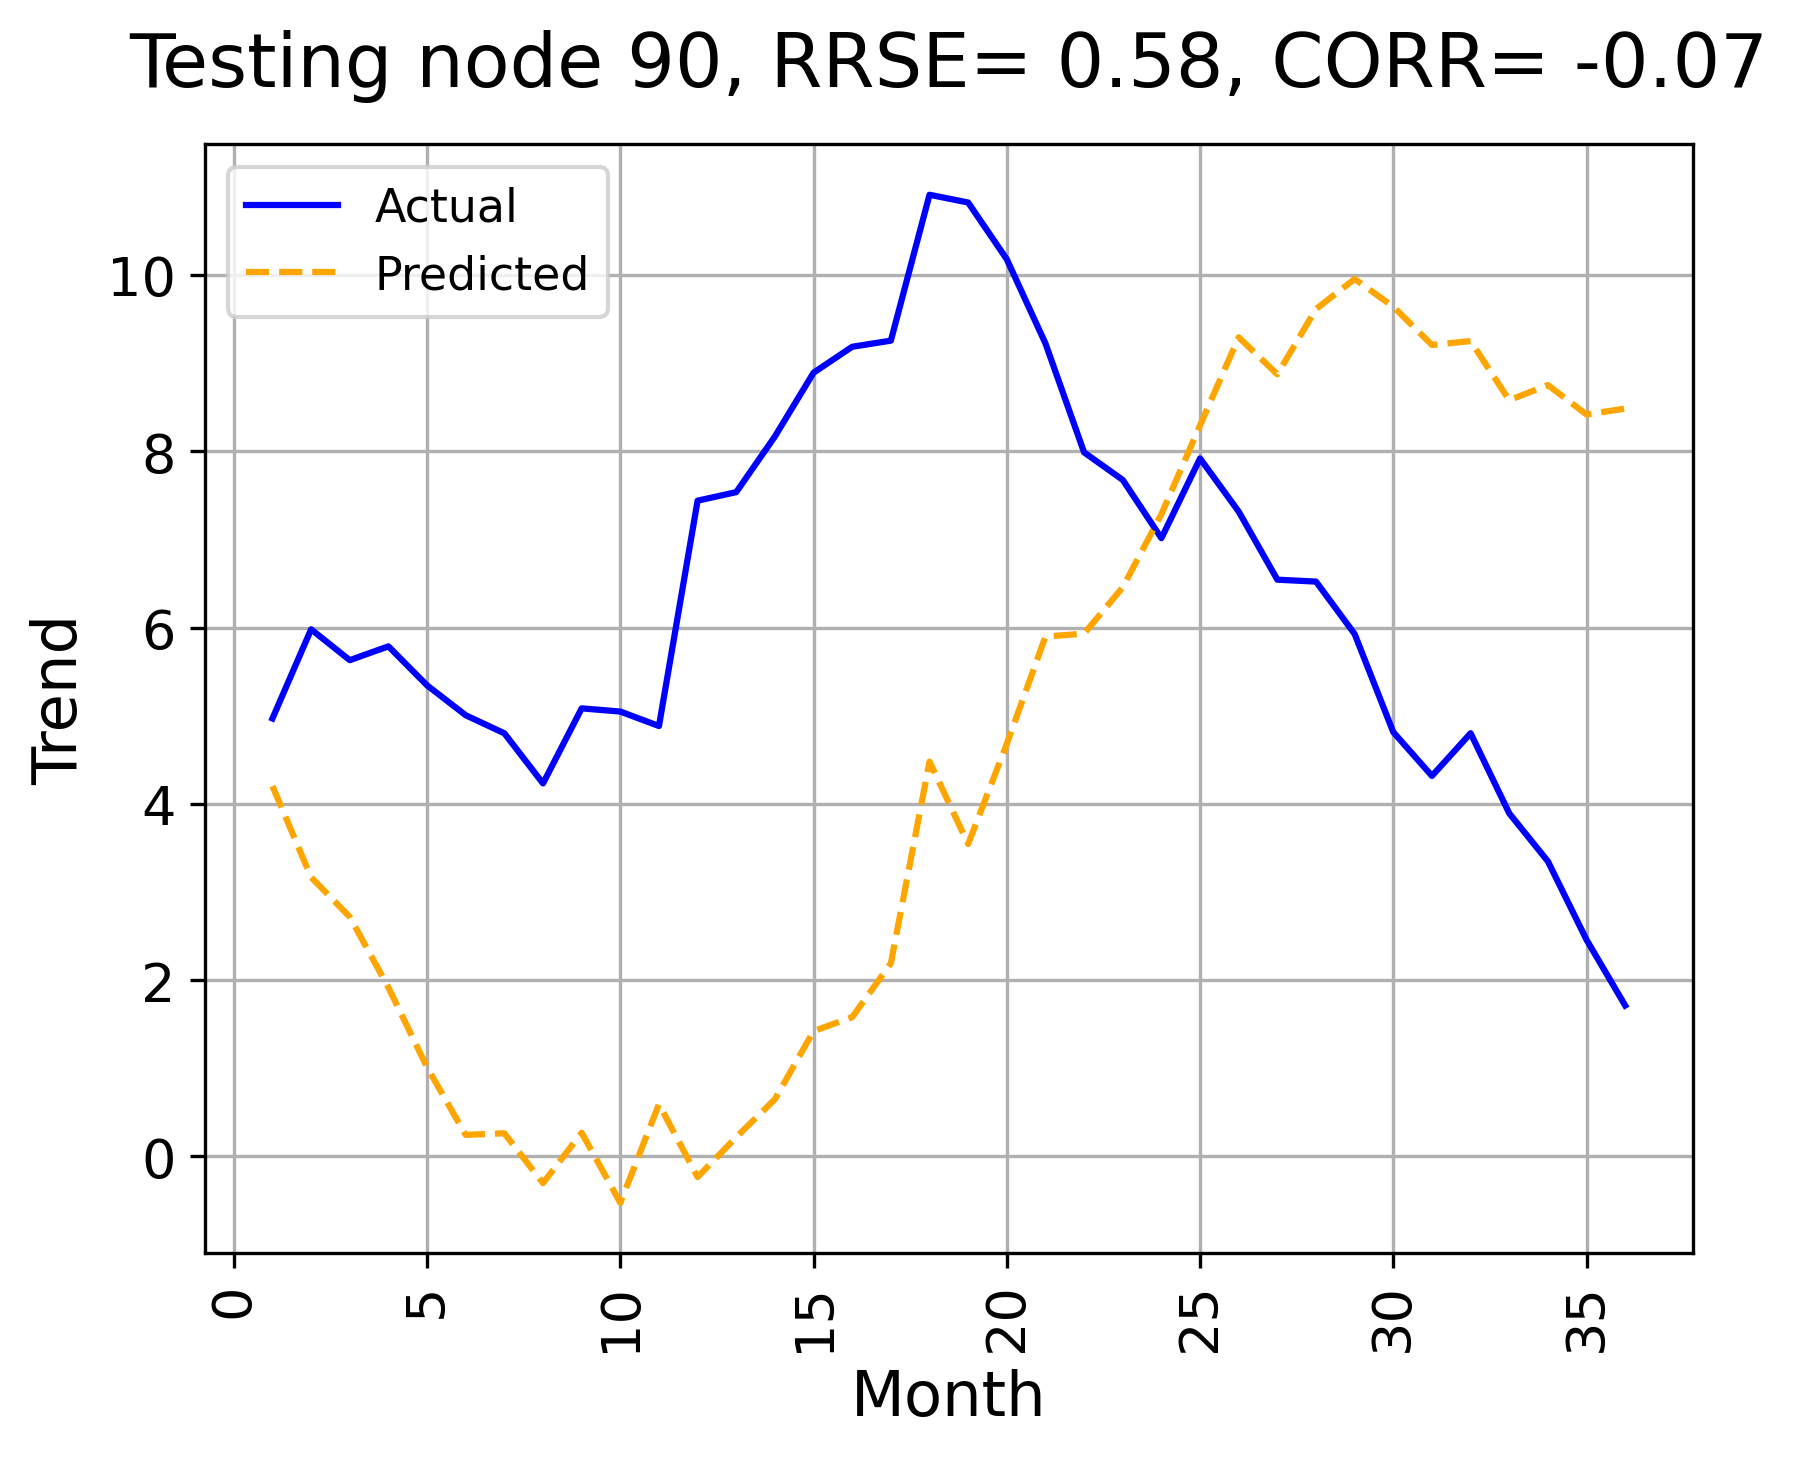 Testing node 90, RRSE= 0.58, CORR= -0.07
Actual
Predicted
10
8
6
4
2
0
Trend
0
5
10
15
20
25
30
35
Month